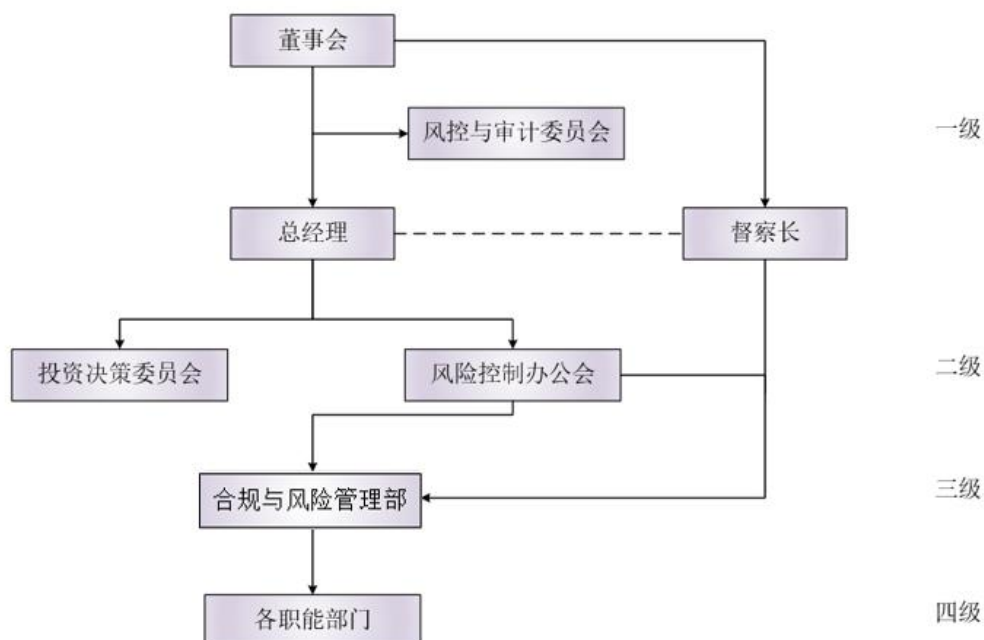 董事会
风控与审计委员会
一级
总经理
督察长
投资决策委员会
风险控制办公会
二级
合规与风险管理部
三级
各职能部门
四级